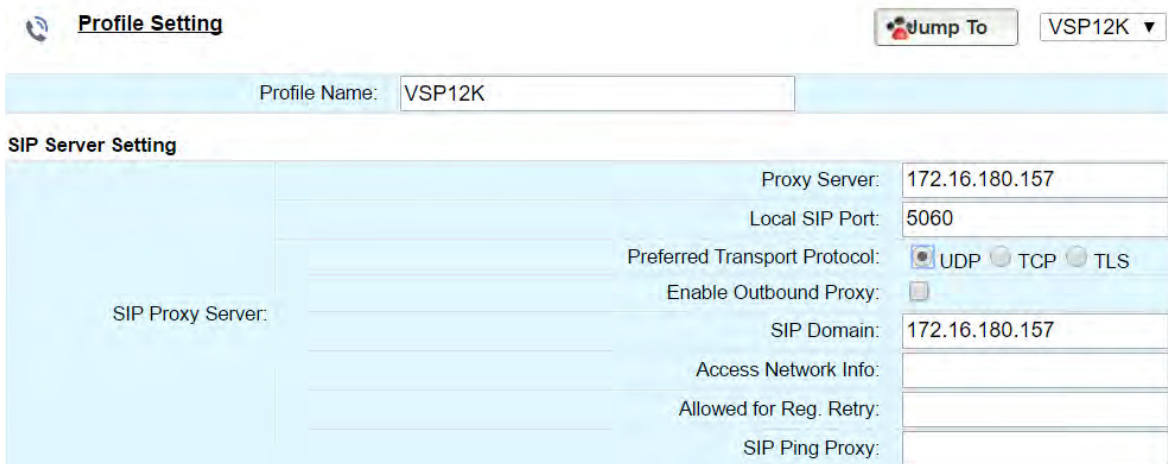 Profile Setting
Jump To
VSP12K
Profile Name: VSP12K
SIP Server Setting
SIP Proxy Server:
Proxy Server: 172.16.180.157
Local SIP Port: 5060
Preferred Transport Protocol: UDP TCP TLS
Enable Outbound Proxy:
SIP Domain: 172.16.180.157
Access Network Info:
Allowed for Reg. Retry:
SIP Ping Proxy: